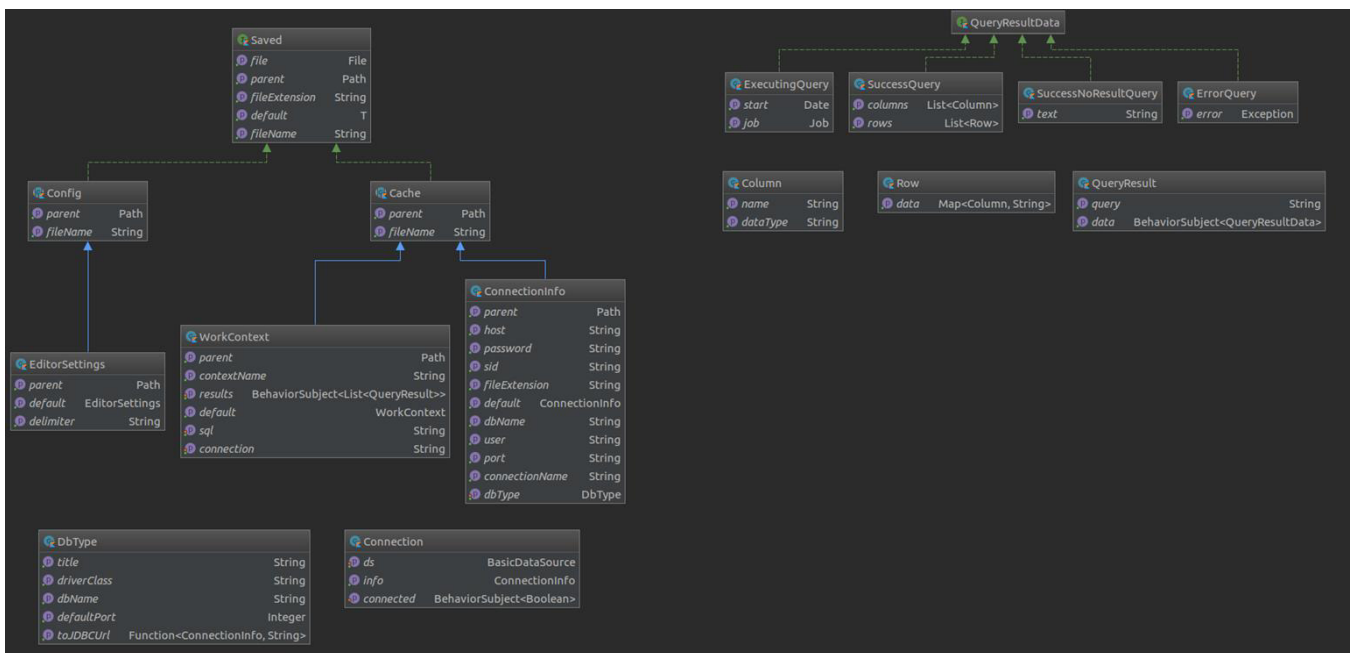 Saved
file File
parent Path
fileExtension String
default T
fileName String
Config
parent Path
fileName String
Cache
parent Path
fileName String
EditorSettings
parent Path
default EditorSettings
delimiter String
WorkContext
parent Path
contextName String
results BehaviorSubject<List<QueryResult>>
default WorkContext
sql String
connection String
ConnectionInfo
parent Path
host String
password String
sid String
fileExtension String
default ConnectionInfo
dbName String
user String
port String
connectionName String
dbType DbType
DbType
title String
driverClass String
dbName String
defaultPort Integer
toJDBCUrl Function<ConnectionInfo, String>
Connection
ds BasicDataSource
info ConnectionInfo
connected BehaviorSubject<Boolean>
QueryResultData
ExecutingQuery
start Date
job Job
SuccessQuery
columns List<Column>
rows List<Row>
SuccessNoResultQuery
text String
ErrorQuery
error Exception
Column
name String
dataType String
Row
data Map<Column, String>
QueryResult
query String
data BehaviorSubject<QueryResultData>